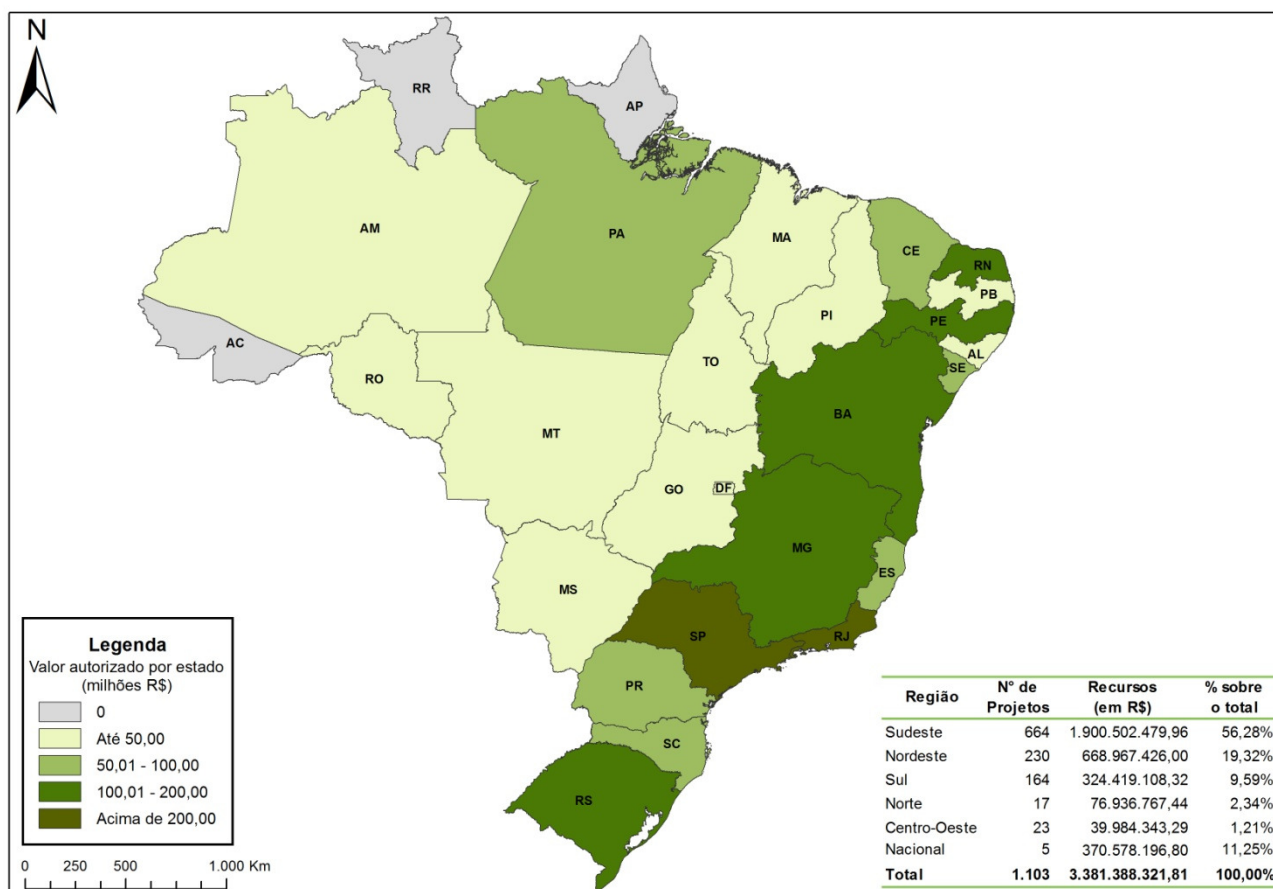 N
RR
AP
AM
PA
MA
CE
RN
PB
PI
PE
AC
AL
TO
SE
RO
BA
MT
GO
DF
MG
ES
MS
SP
RJ
PR
SC
RS
Legenda
Valor autorizado por estado
(milhões R$)
0
Até 50,00
50,01 - 100,00
100,01 - 200,00
Acima de 200,00
0 250 500 1.000 Km
Região Nº de Projetos Recursos (em R$) % sobre o total
Sudeste 664 1.900.502.479,96 56,28%
Nordeste 230 668.967.426,00 19,32%
Sul 164 324.419.108,32 9,59%
Norte 17 76.936.767,44 2,34%
Centro-Oeste 23 39.984.343,29 1,21%
Nacional 5 370.578.196,80 11,25%
Total 1.103 3.381.388.321,81 100,00%